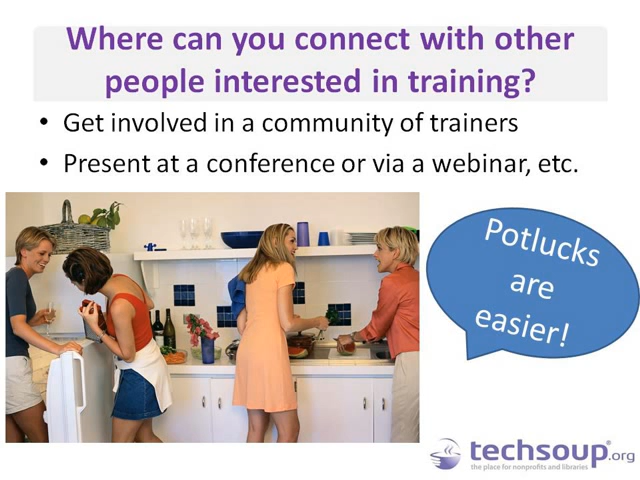 Where can you connect with other
people interested in training?
• Get involved in a community of trainers
• Present at a conference or via a webinar, etc.
Potlucks
are
easier!
techsoup®.org
the place for nonprofits and libraries